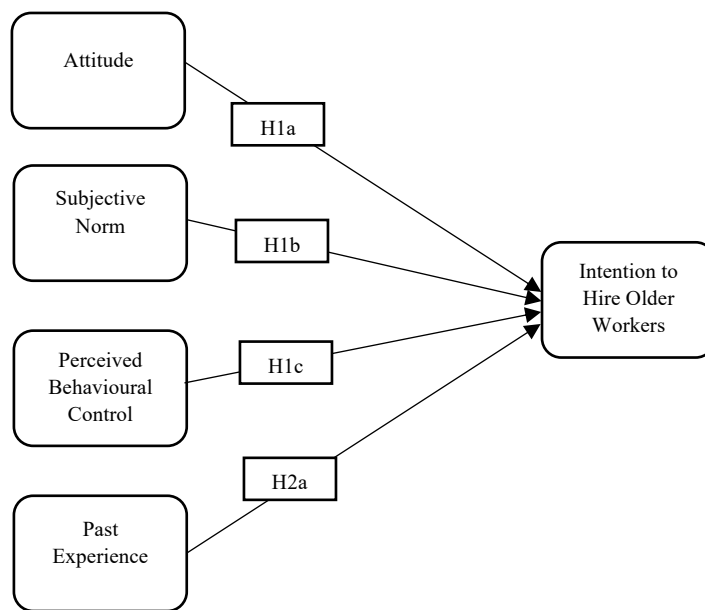 Attitude
H1a
Subjective
Norm
H1b
Intention to
Hire Older
Workers
Perceived
Behavioural
Control
H1c
H2a
Past
Experience